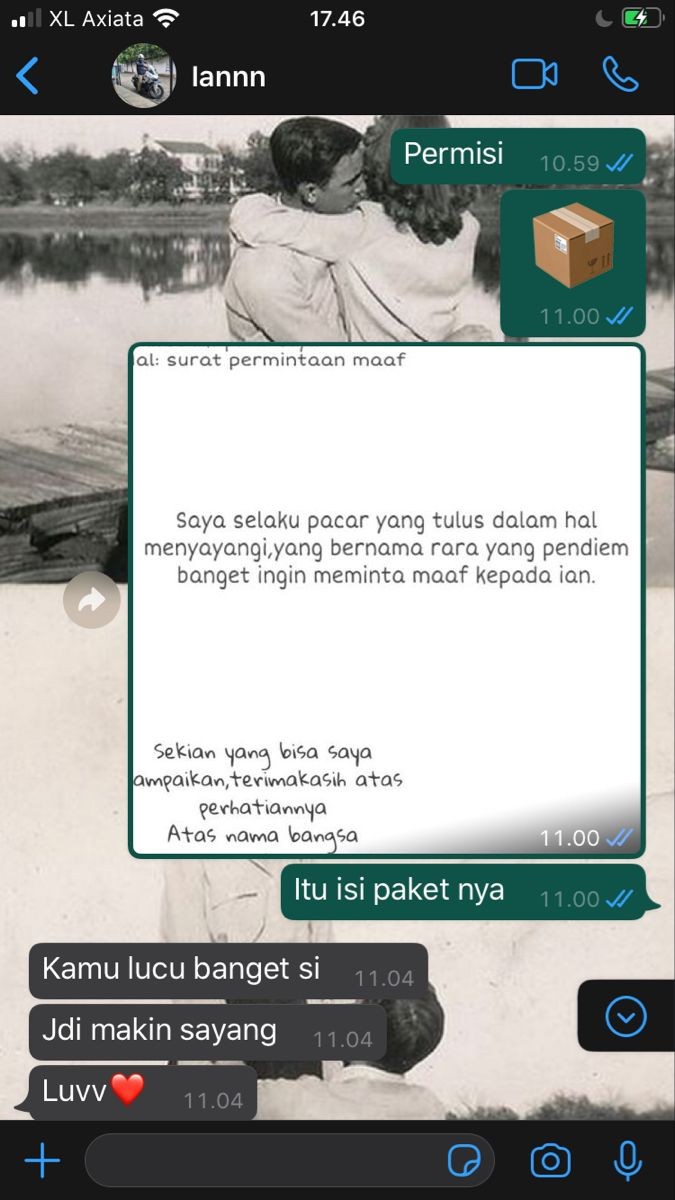 XL Axiata 17.46
Iannn
Permisi 10.59
11.00
al: surat permintaan maaf
Saya selaku pacar yang tulus dalam hal
menyayangi,yang bernama rara yang pendiem
banget ingin meminta maaf kepada ian.
Sekian yang bisa saya
ampaikan,terimakasih atas
perhatiannya
Atas nama bangsa
11.00
Itu isi paket nya 11.00
Kamu lucu banget si 11.04
Jdi makin sayang 11.04
Luvv❤️ 11.04